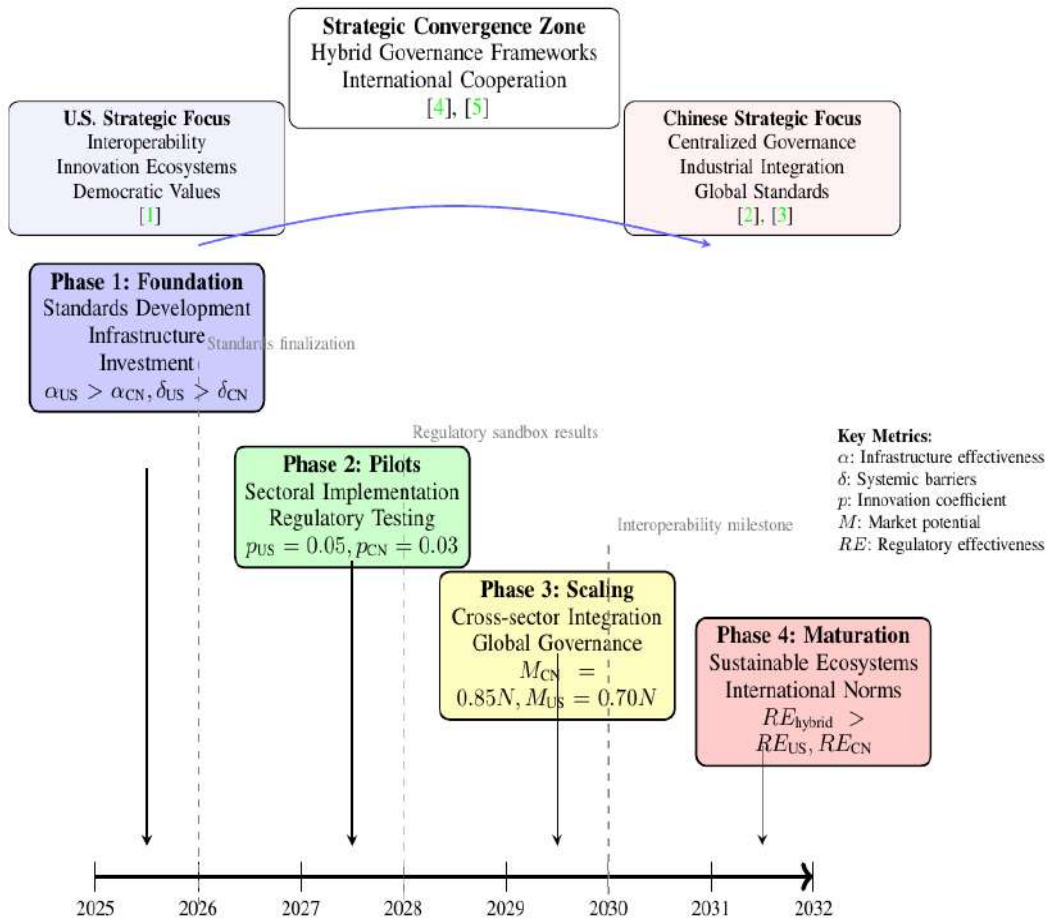 Strategic Convergence Zone
Hybrid Governance Frameworks
International Cooperation
[4], [5]
U.S. Strategic Focus
Interoperability
Innovation Ecosystems
Democratic Values
[1]
Chinese Strategic Focus
Centralized Governance
Industrial Integration
Global Standards
[2], [3]
Phase 1: Foundation
Standards Development
Infrastructure
Investment
α_US > α_CN, δ_US > δ_CN
Standards finalization
Regulatory sandbox results
Phase 2: Pilots
Sectoral Implementation
Regulatory Testing
p_US = 0.05, p_CN = 0.03
Interoperability milestone
Key Metrics:
α: Infrastructure effectiveness
δ: Systemic barriers
p: Innovation coefficient
M: Market potential
RE: Regulatory effectiveness
Phase 3: Scaling
Cross-sector Integration
Global Governance
M_CN =
0.85N, M_US = 0.70N
Phase 4: Maturation
Sustainable Ecosystems
International Norms
RE_hybrid >
RE_US, RE_CN
2025 2026 2027 2028 2029 2030 2031 2032